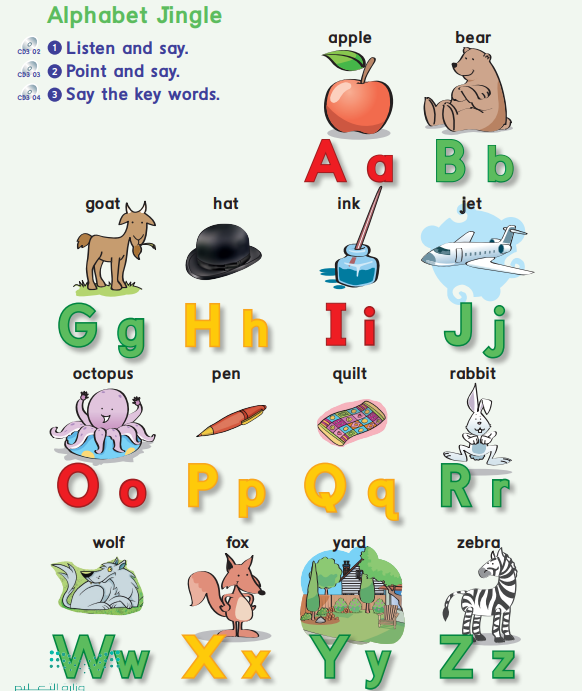 Alphabet Jingle
CD3 02 1 Listen and say.
CD3 03 2 Point and say.
CD3 04 3 Say the key words.
apple bear
A a B b
goat hat ink jet
G g H h I i J j
octopus pen quilt rabbit
O o P p Q q R r
wolf fox yard zebra
W w X x Y y Z z
وزارة التعليم